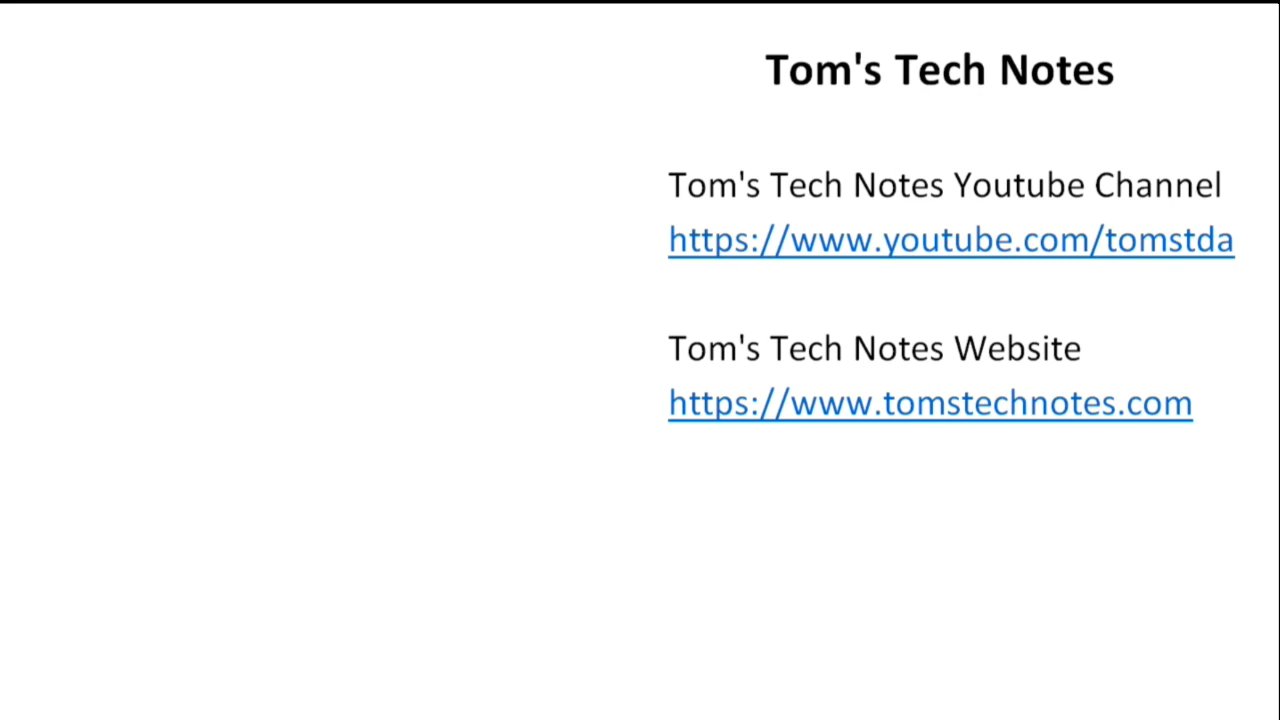 Tom's Tech Notes
Tom's Tech Notes Youtube Channel
https://www.youtube.com/tomstda
Tom's Tech Notes Website
https://www.tomstechnotes.com